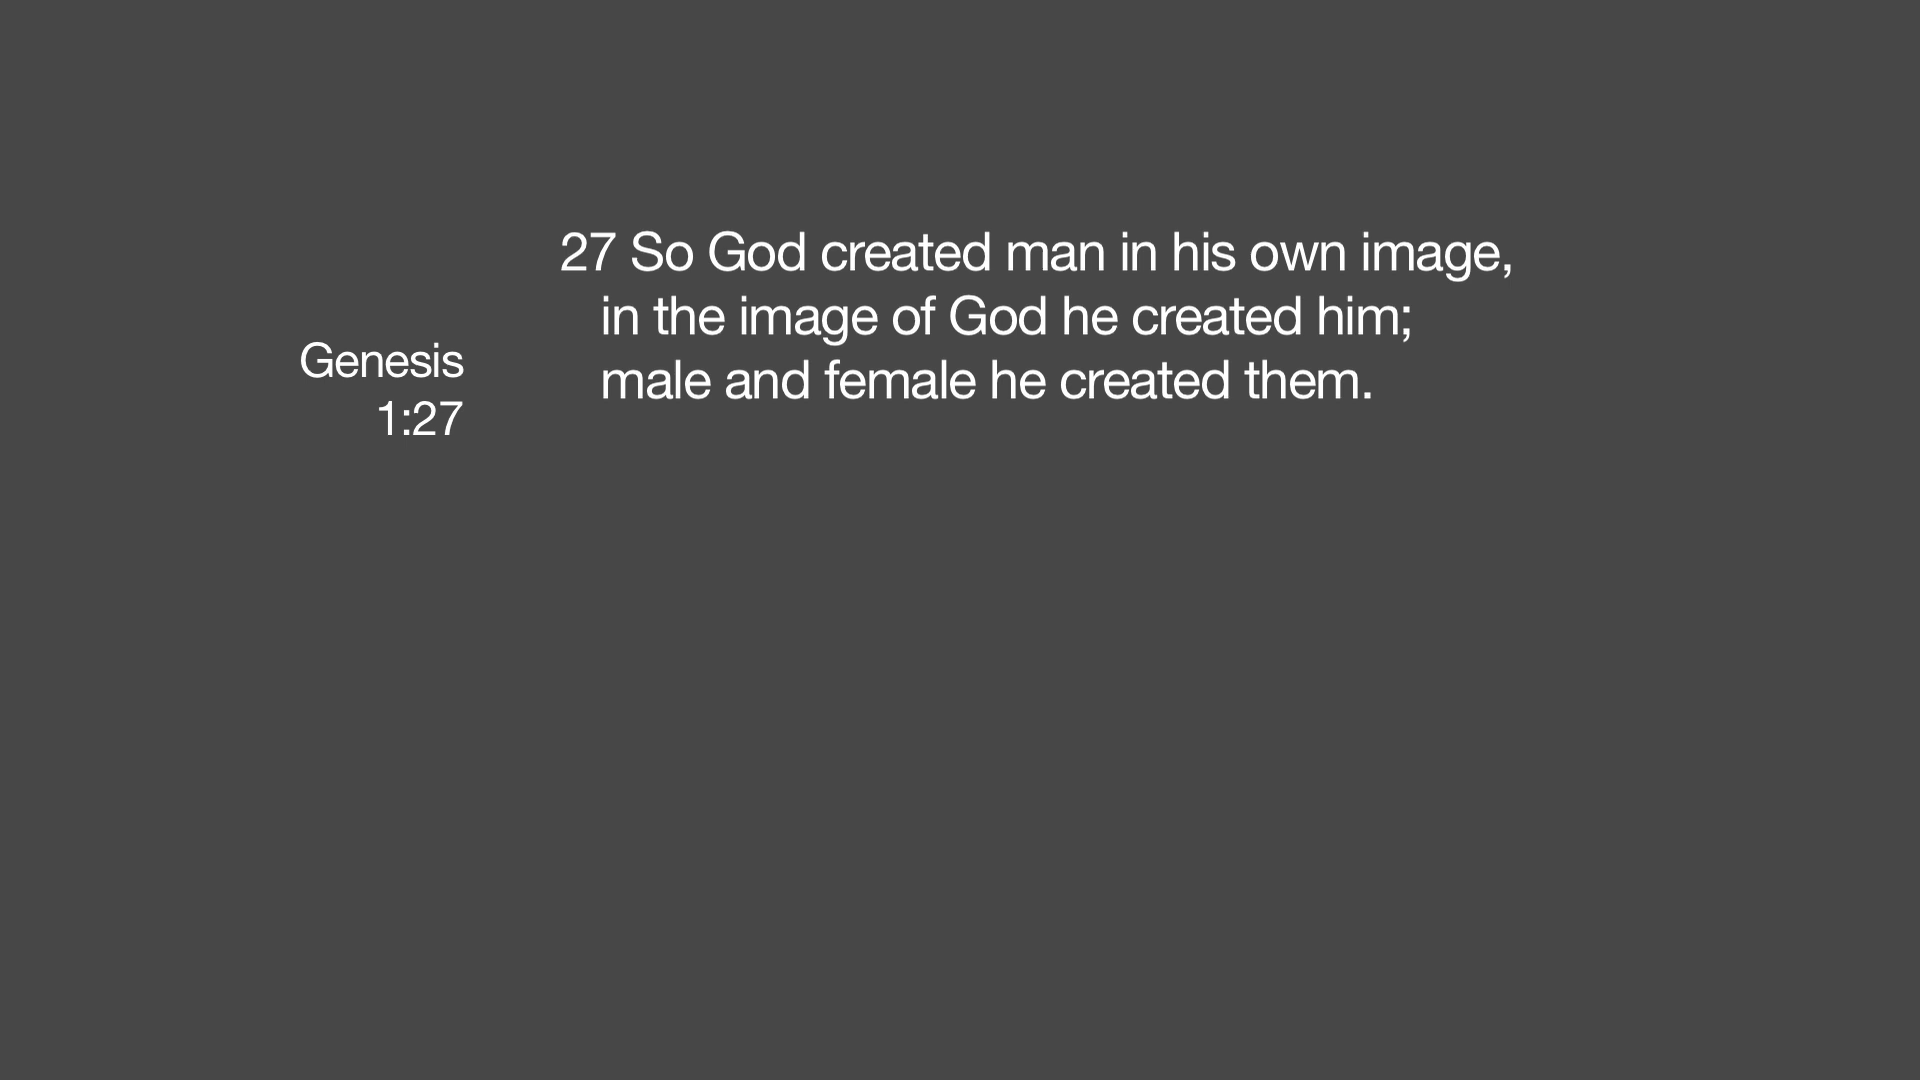 Genesis
1:27
27 So God created man in his own image,
in the image of God he created him;
male and female he created them.